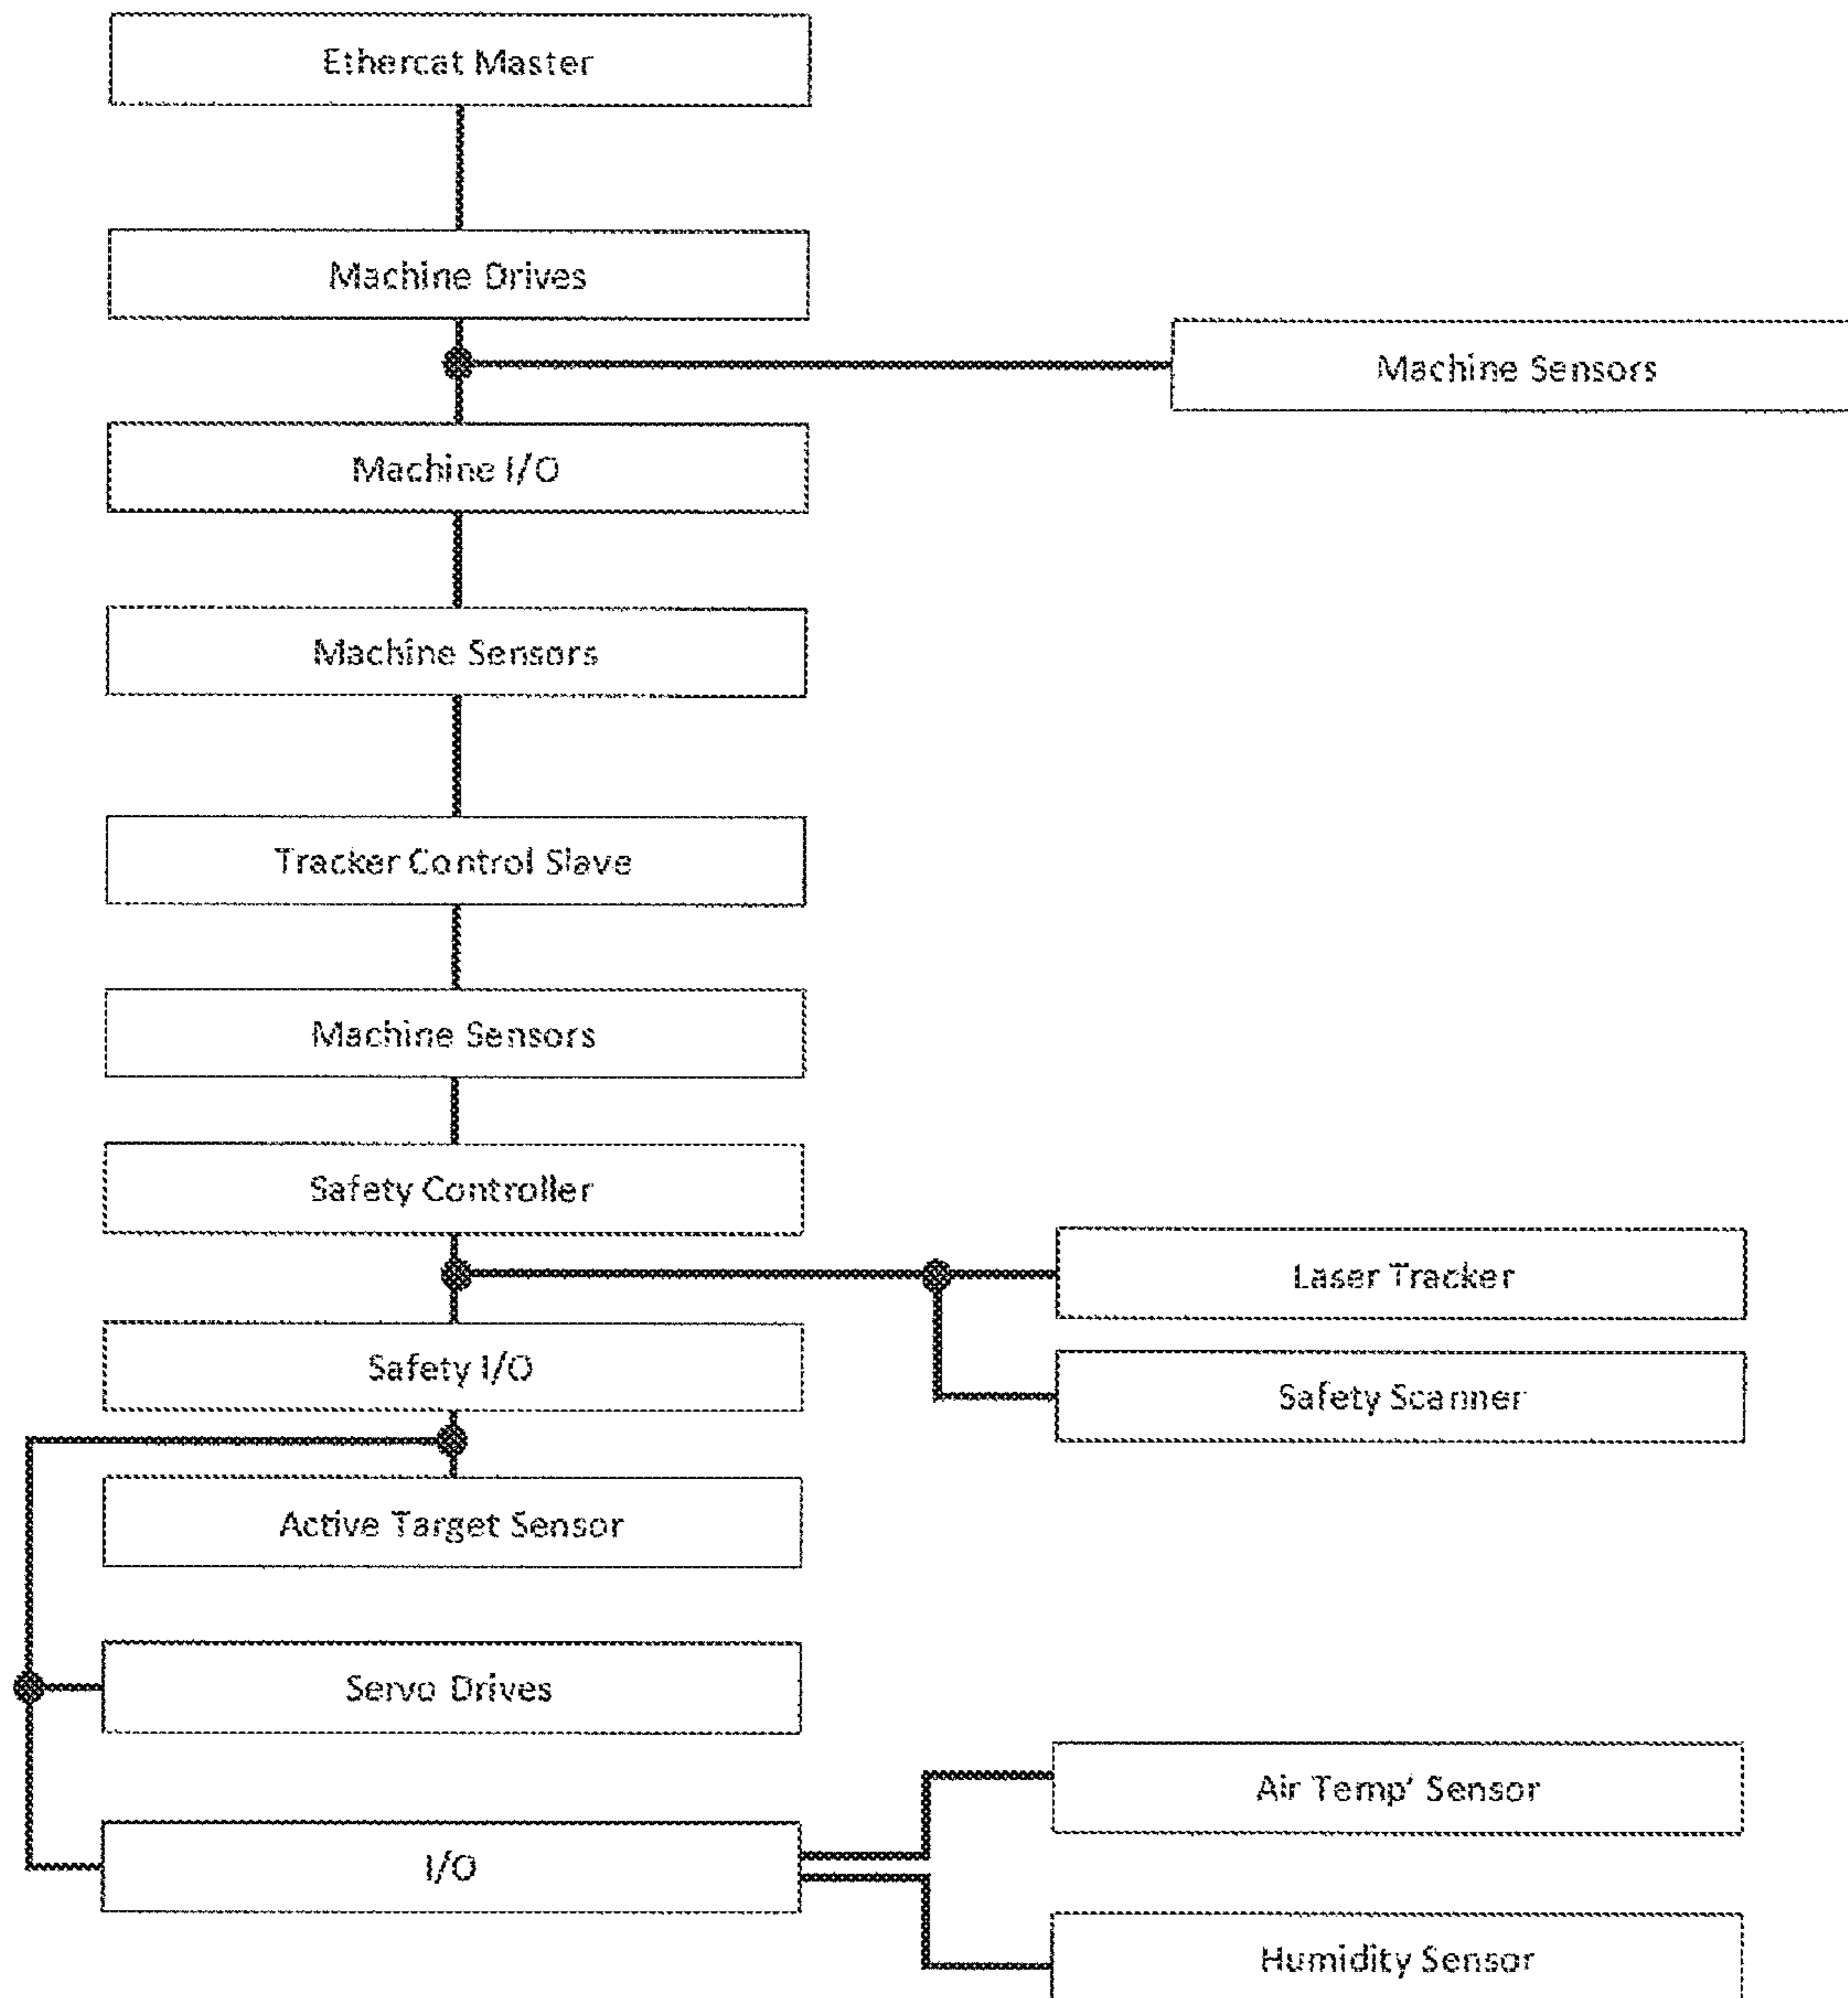 Ethercat Master
Machine Drives
Machine Sensors
Machine I/O
Machine Sensors
Tracker Control Slave
Machine Sensors
Safety Controller
Laser Tracker
Safety I/O
Safety Scanner
Active Target Sensor
Servo Drives
Air Temp' Sensor
I/O
Humidity Sensor